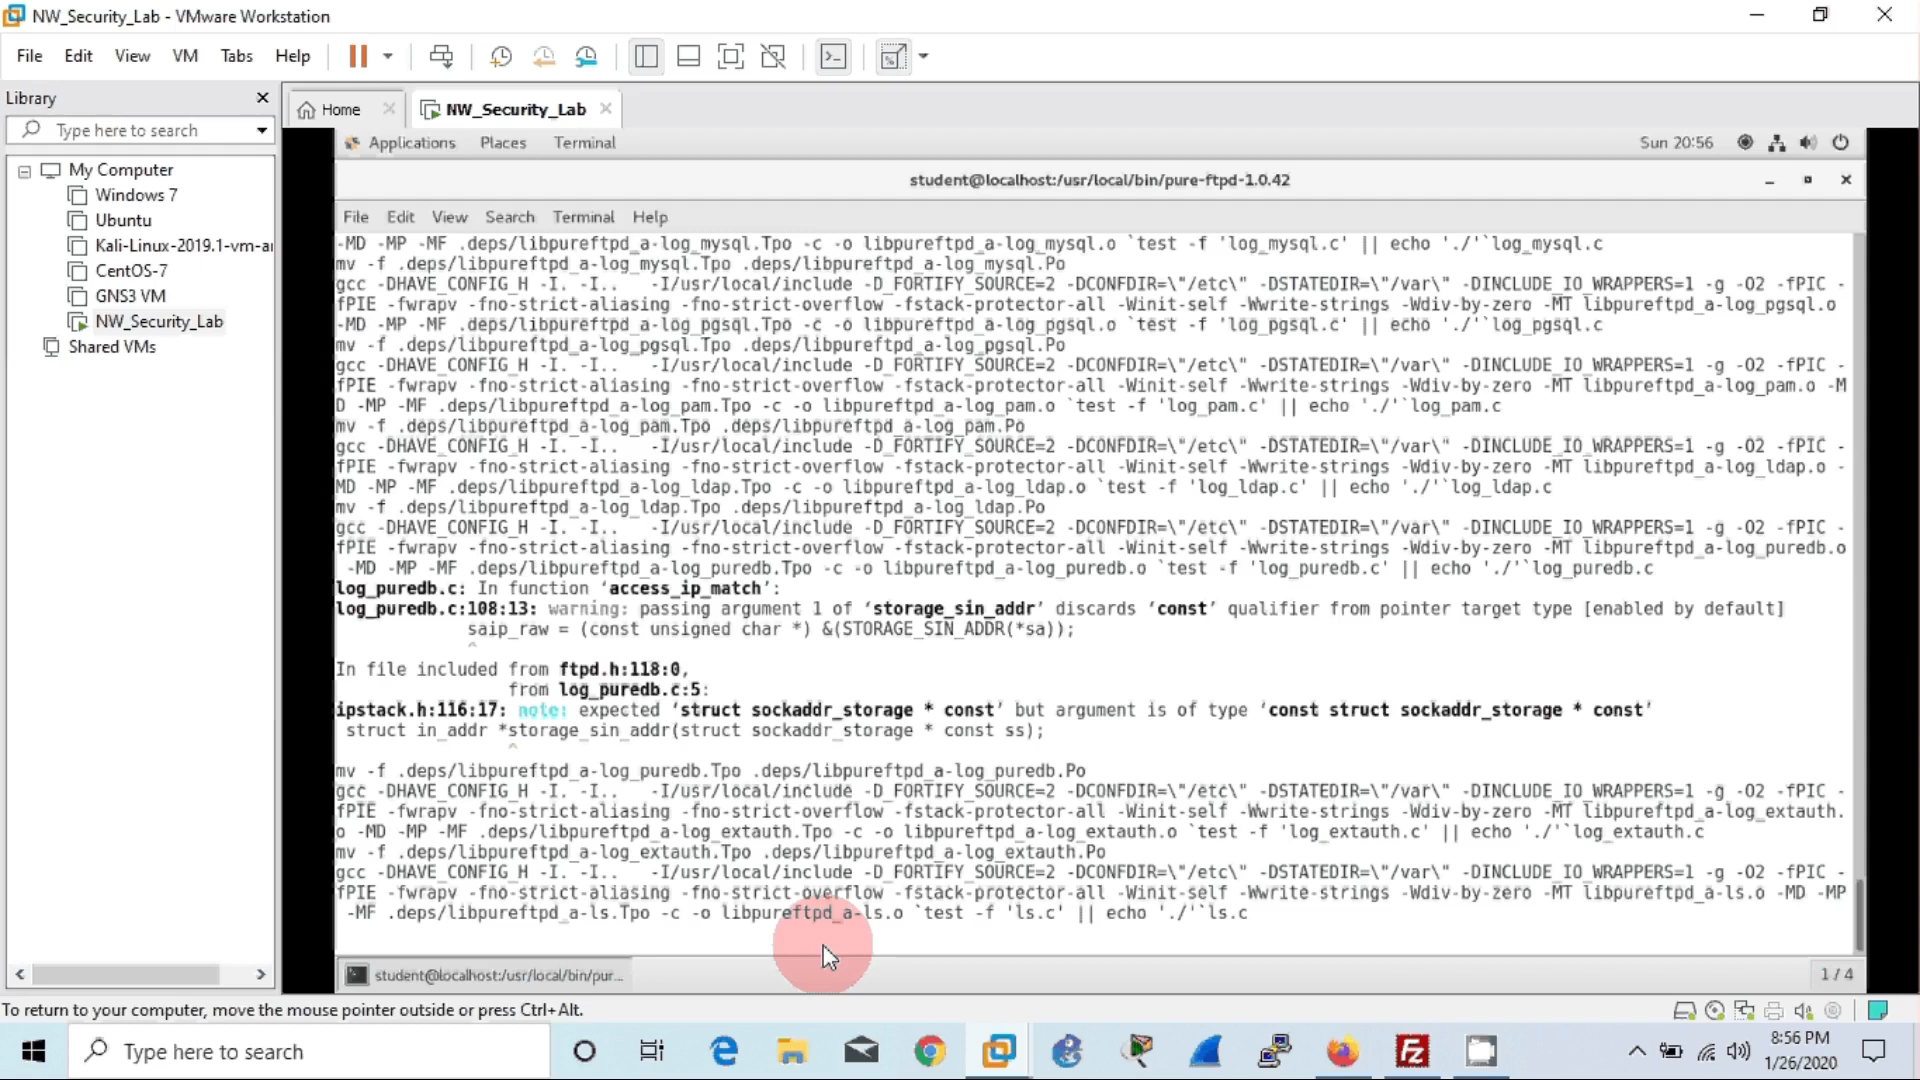 NW_Security_Lab - VMware Workstation
File Edit View VM Tabs Help
Library
Type here to search
My Computer
Windows 7
Ubuntu
Kali-Linux-2019.1-vm-ar
CentOS-7
GNS3 VM
NW_Security_Lab
Shared VMs
Home NW_Security_Lab
Applications Places Terminal Sun 20:56
student@localhost:/usr/local/bin/pure-ftpd-1.0.42
File Edit View Search Terminal Help
-MD -MP -MF .deps/libpureftpd_a-log_mysql.Tpo -c -o libpureftpd_a-log_mysql.o `test -f 'log_mysql.c' || echo './'`log_mysql.c
mv -f .deps/libpureftpd_a-log_mysql.Tpo .deps/libpureftpd_a-log_mysql.Po
gcc -DHAVE_CONFIG_H -I. -I.. -I/usr/local/include -D_FORTIFY_SOURCE=2 -DCONFDIR=\"/etc\" -DSTATEDIR=\"/var\" -DINCLUDE_IO_WRAPPERS=1 -g -O2 -fPIC -
fPIE -fwrapv -fno-strict-aliasing -fno-strict-overflow -fstack-protector-all -Winit-self -Wwrite-strings -Wdiv-by-zero -MT libpureftpd_a-log_pgsql.o
-MD -MP -MF .deps/libpureftpd_a-log_pgsql.Tpo -c -o libpureftpd_a-log_pgsql.o `test -f 'log_pgsql.c' || echo './'`log_pgsql.c
mv -f .deps/libpureftpd_a-log_pgsql.Tpo .deps/libpureftpd_a-log_pgsql.Po
gcc -DHAVE_CONFIG_H -I. -I.. -I/usr/local/include -D_FORTIFY_SOURCE=2 -DCONFDIR=\"/etc\" -DSTATEDIR=\"/var\" -DINCLUDE_IO_WRAPPERS=1 -g -O2 -fPIC -
fPIE -fwrapv -fno-strict-aliasing -fno-strict-overflow -fstack-protector-all -Winit-self -Wwrite-strings -Wdiv-by-zero -MT libpureftpd_a-log_pam.o -M
D -MP -MF .deps/libpureftpd_a-log_pam.Tpo -c -o libpureftpd_a-log_pam.o `test -f 'log_pam.c' || echo './'`log_pam.c
mv -f .deps/libpureftpd_a-log_pam.Tpo .deps/libpureftpd_a-log_pam.Po
gcc -DHAVE_CONFIG_H -I. -I.. -I/usr/local/include -D_FORTIFY_SOURCE=2 -DCONFDIR=\"/etc\" -DSTATEDIR=\"/var\" -DINCLUDE_IO_WRAPPERS=1 -g -O2 -fPIC -
fPIE -fwrapv -fno-strict-aliasing -fno-strict-overflow -fstack-protector-all -Winit-self -Wwrite-strings -Wdiv-by-zero -MT libpureftpd_a-log_ldap.o -
MD -MP -MF .deps/libpureftpd_a-log_ldap.Tpo -c -o libpureftpd_a-log_ldap.o `test -f 'log_ldap.c' || echo './'`log_ldap.c
mv -f .deps/libpureftpd_a-log_ldap.Tpo .deps/libpureftpd_a-log_ldap.Po
gcc -DHAVE_CONFIG_H -I. -I.. -I/usr/local/include -D_FORTIFY_SOURCE=2 -DCONFDIR=\"/etc\" -DSTATEDIR=\"/var\" -DINCLUDE_IO_WRAPPERS=1 -g -O2 -fPIC -
fPIE -fwrapv -fno-strict-aliasing -fno-strict-overflow -fstack-protector-all -Winit-self -Wwrite-strings -Wdiv-by-zero -MT libpureftpd_a-log_puredb.o
-MD -MP -MF .deps/libpureftpd_a-log_puredb.Tpo -c -o libpureftpd_a-log_puredb.o `test -f 'log_puredb.c' || echo './'`log_puredb.c
log_puredb.c: In function ‘access_ip_match’:
log_puredb.c:108:13: warning: passing argument 1 of ‘storage_sin_addr’ discards ‘const’ qualifier from pointer target type [enabled by default]
saip_raw = (const unsigned char *) &(STORAGE_SIN_ADDR(*sa));
^
In file included from ftpd.h:118:0,
from log_puredb.c:5:
ipstack.h:116:17: note: expected ‘struct sockaddr_storage * const’ but argument is of type ‘const struct sockaddr_storage * const’
struct in_addr *storage_sin_addr(struct sockaddr_storage * const ss);
^
mv -f .deps/libpureftpd_a-log_puredb.Tpo .deps/libpureftpd_a-log_puredb.Po
gcc -DHAVE_CONFIG_H -I. -I.. -I/usr/local/include -D_FORTIFY_SOURCE=2 -DCONFDIR=\"/etc\" -DSTATEDIR=\"/var\" -DINCLUDE_IO_WRAPPERS=1 -g -O2 -fPIC -
fPIE -fwrapv -fno-strict-aliasing -fno-strict-overflow -fstack-protector-all -Winit-self -Wwrite-strings -Wdiv-by-zero -MT libpureftpd_a-log_extauth.
o -MD -MP -MF .deps/libpureftpd_a-log_extauth.Tpo -c -o libpureftpd_a-log_extauth.o `test -f 'log_extauth.c' || echo './'`log_extauth.c
mv -f .deps/libpureftpd_a-log_extauth.Tpo .deps/libpureftpd_a-log_extauth.Po
gcc -DHAVE_CONFIG_H -I. -I.. -I/usr/local/include -D_FORTIFY_SOURCE=2 -DCONFDIR=\"/etc\" -DSTATEDIR=\"/var\" -DINCLUDE_IO_WRAPPERS=1 -g -O2 -fPIC -
fPIE -fwrapv -fno-strict-aliasing -fno-strict-overflow -fstack-protector-all -Winit-self -Wwrite-strings -Wdiv-by-zero -MT libpureftpd_a-ls.o -MD -MP
-MF .deps/libpureftpd_a-ls.Tpo -c -o libpureftpd_a-ls.o `test -f 'ls.c' || echo './'`ls.c
student@localhost:/usr/local/bin/pur... 1 / 4
To return to your computer, move the mouse pointer outside or press Ctrl+Alt.
Type here to search
8:56 PM
1/26/2020